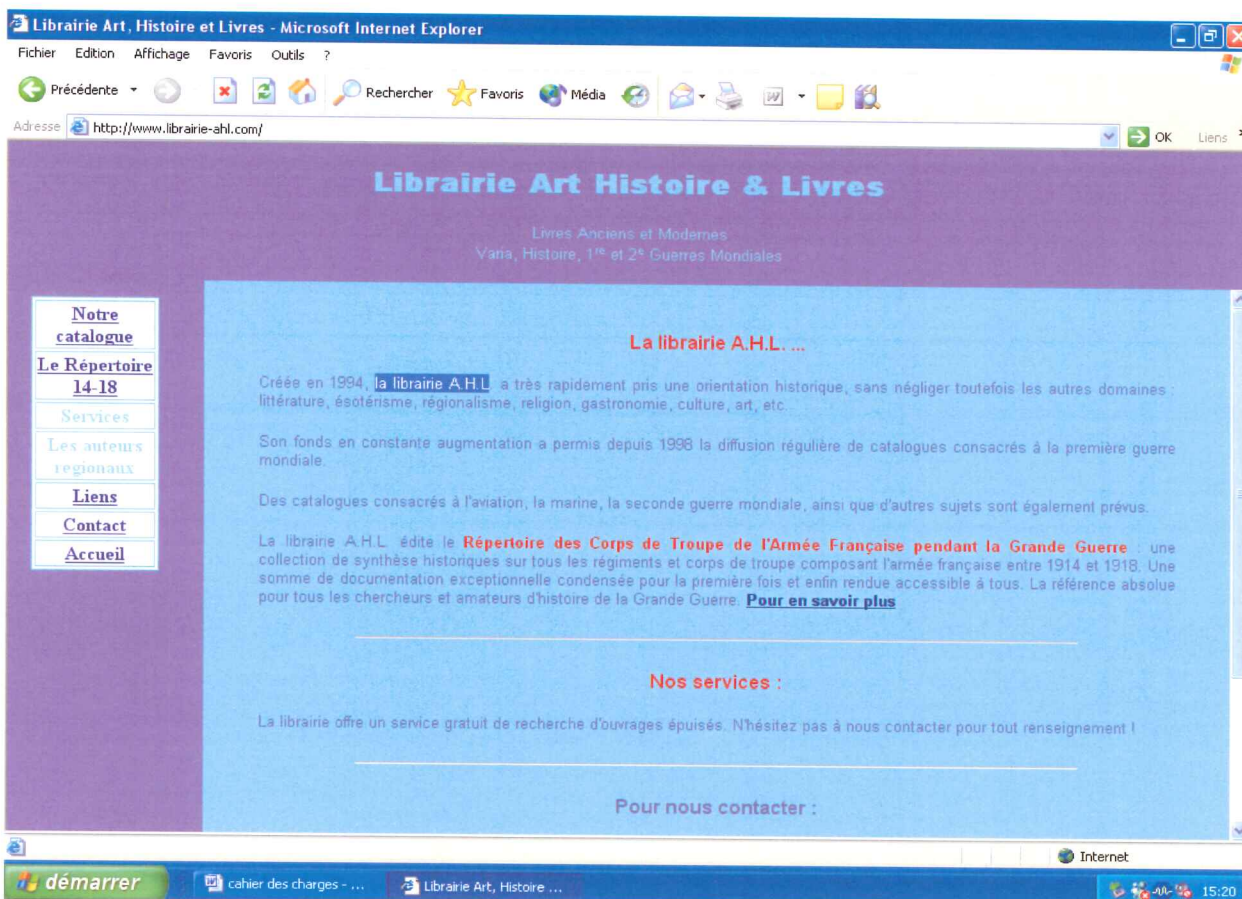 Librairie Art, Histoire et Livres - Microsoft Internet Explorer
Fichier Edition Affichage Favoris Outils ?
Précédente Rechercher Favoris Média
Adresse http://www.librairie-ahl.com/ OK Liens
Librairie Art Histoire & Livres
Livres Anciens et Modernes
Varia, Histoire, 1re et 2e Guerres Mondiales
Notre
catalogue
Le Répertoire
14-18
Services
Les auteurs
regionaux
Liens
Contact
Accueil
La librairie A.H.L. ...
Créée en 1994, la librairie A.H.L. a très rapidement pris une orientation historique, sans négliger toutefois les autres domaines :
littérature, ésotérisme, régionalisme, religion, gastronomie, culture, art, etc.
Son fonds en constante augmentation a permis depuis 1998 la diffusion régulière de catalogues consacrés à la première guerre
mondiale.
Des catalogues consacrés à l'aviation, la marine, la seconde guerre mondiale, ainsi que d'autres sujets sont également prévus.
La librairie A.H.L. édite le Répertoire des Corps de Troupe de l'Armée Française pendant la Grande Guerre : une
collection de synthèse historiques sur tous les régiments et corps de troupe composant l'armée française entre 1914 et 1918. Une
somme de documentation exceptionnelle condensée pour la première fois et enfin rendue accessible à tous. La référence absolue
pour tous les chercheurs et amateurs d'histoire de la Grande Guerre. Pour en savoir plus
Nos services :
La librairie offre un service gratuit de recherche d'ouvrages épuisés. N'hésitez pas à nous contacter pour tout renseignement !
Pour nous contacter :
Internet
démarrer cahier des charges - ... Librairie Art, Histoire ... 15:20